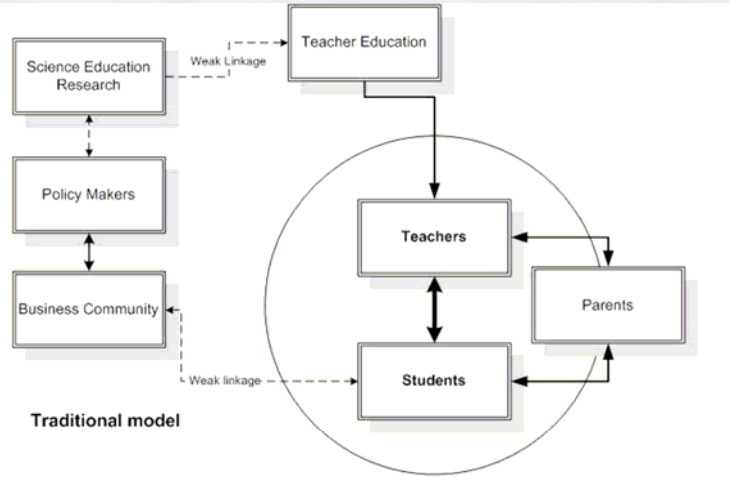 Teacher Education
Weak Linkage
Science Education
Research
Policy Makers
Teachers
Business Community
Parents
Weak linkage
Students
Traditional model